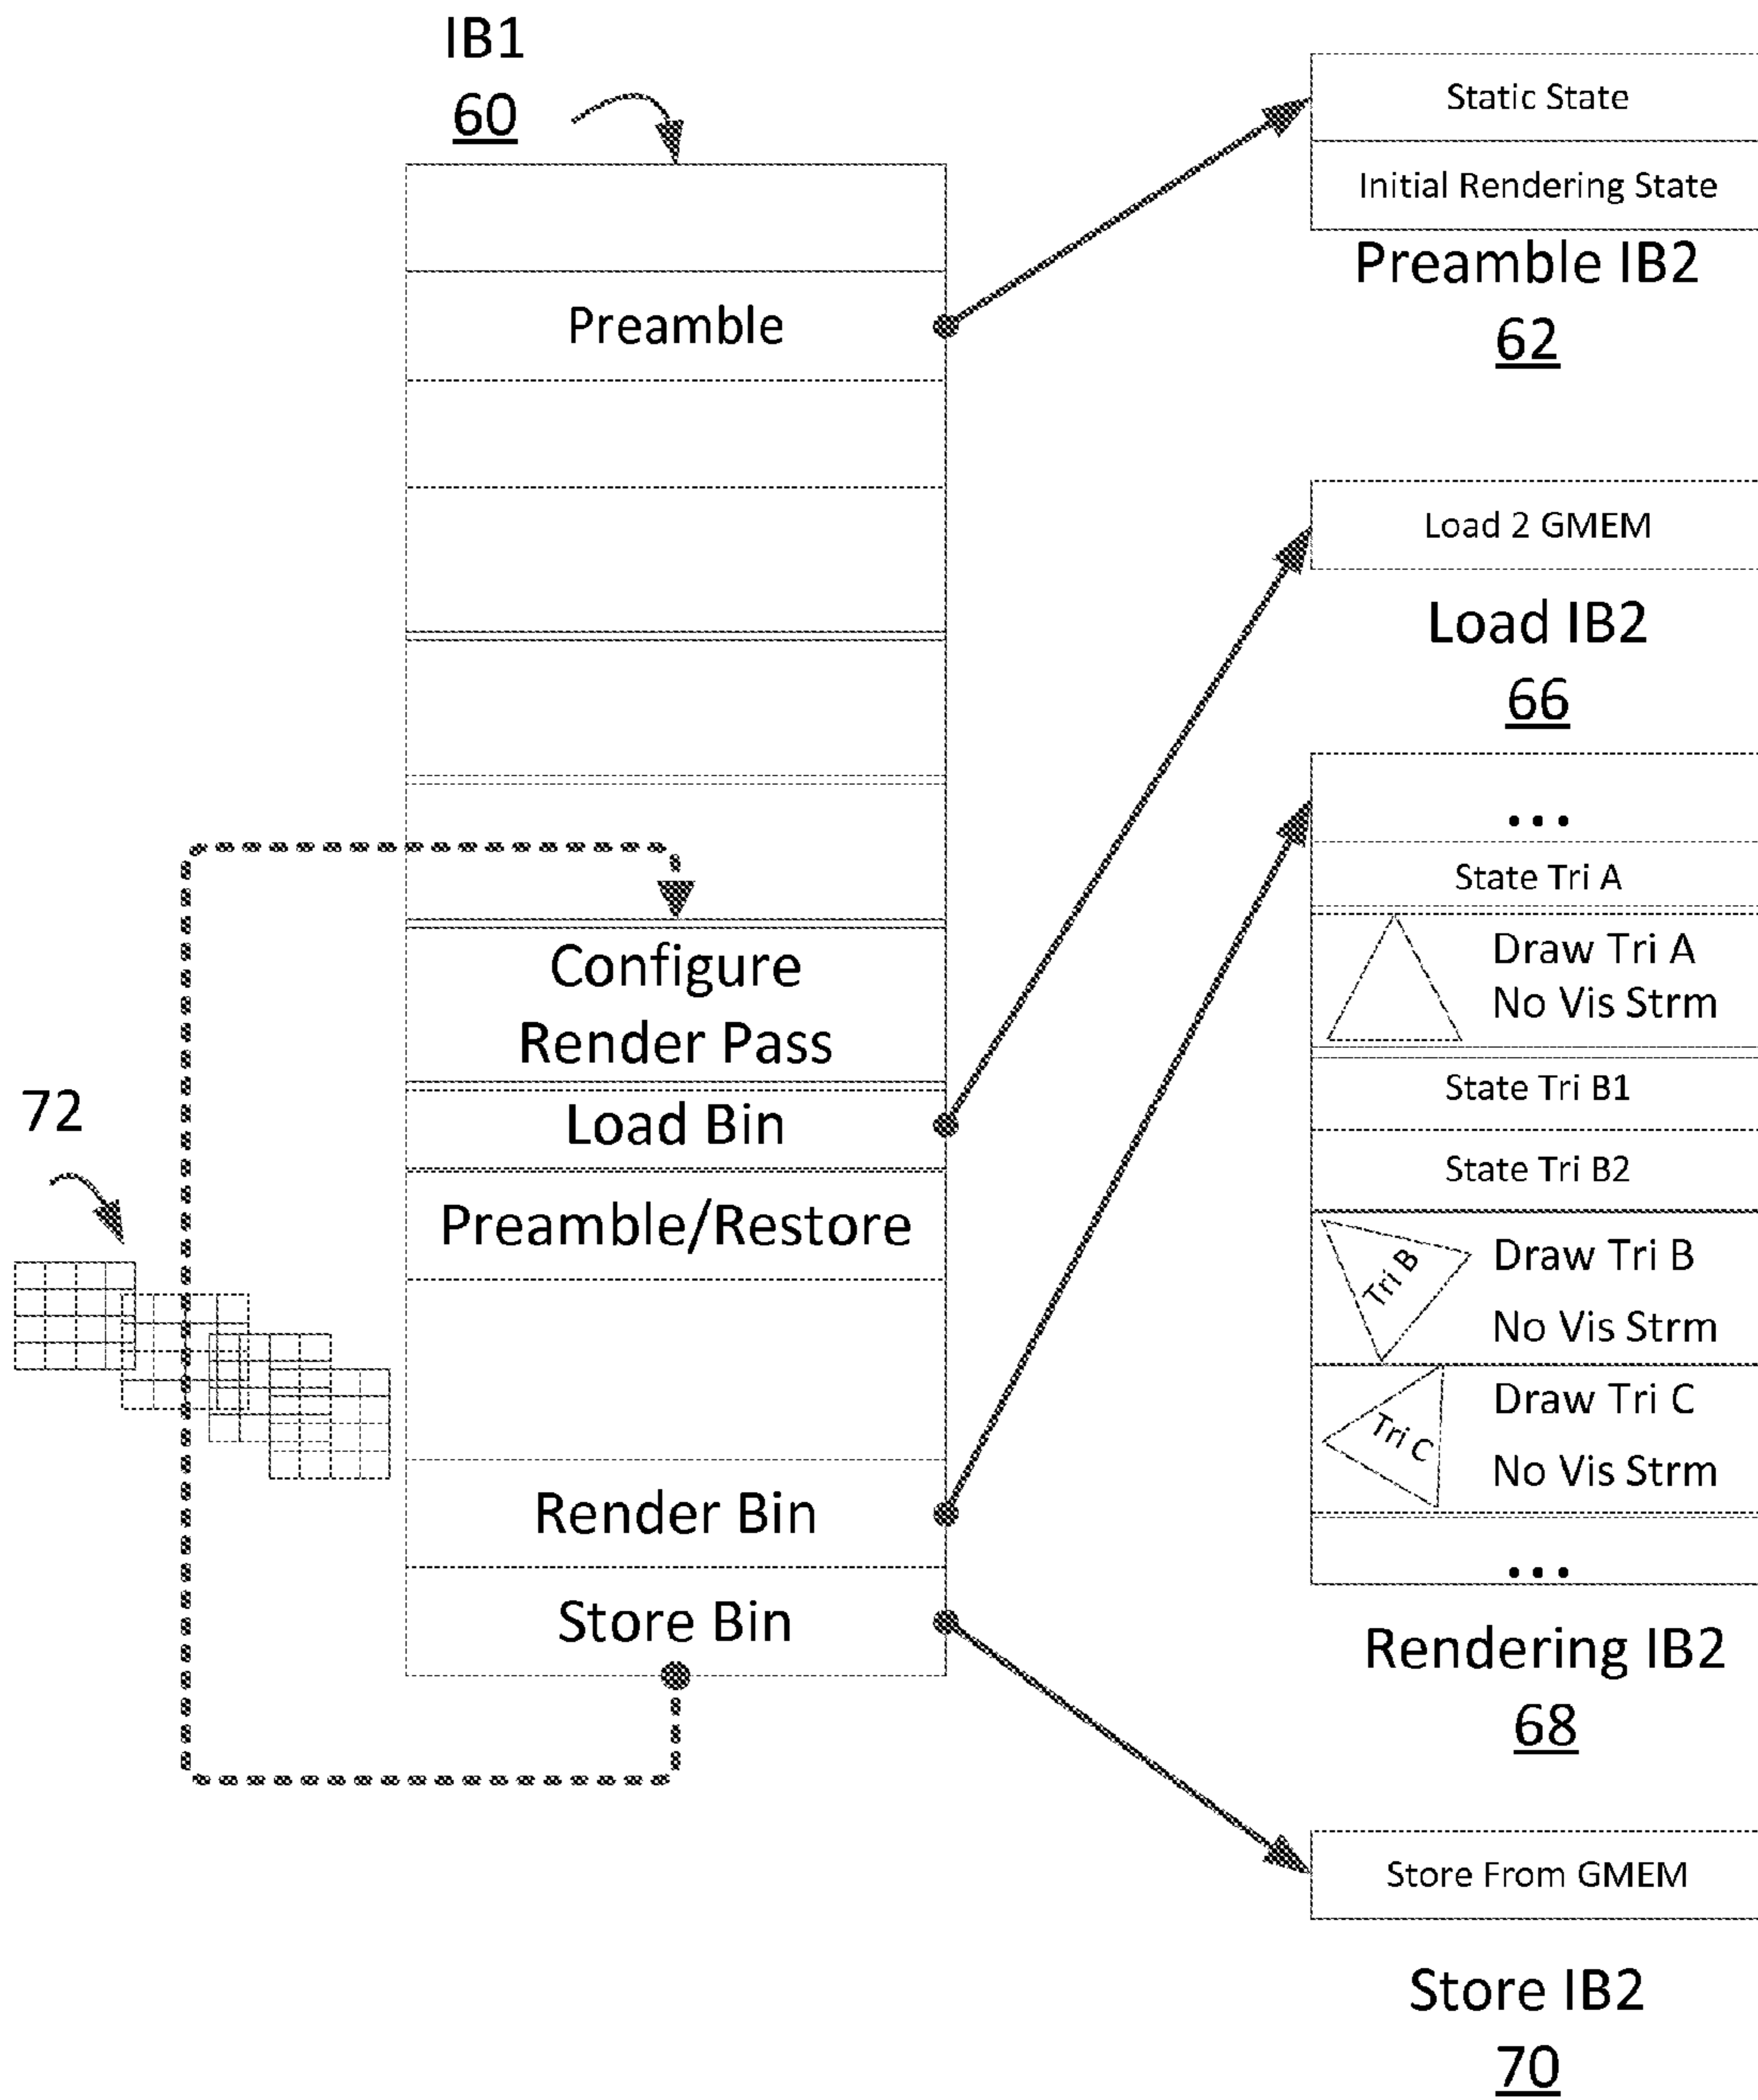 IB1
60
Preamble
Configure
Render Pass
Load Bin
Preamble/Restore
Render Bin
Store Bin
72
Static State
Initial Rendering State
Preamble IB2
62
Load 2 GMEM
Load IB2
66
...
State Tri A
Draw Tri A
No Vis Strm
State Tri B1
State Tri B2
Tri B
Draw Tri B
No Vis Strm
Tri C
Draw Tri C
No Vis Strm
...
Rendering IB2
68
Store From GMEM
Store IB2
70